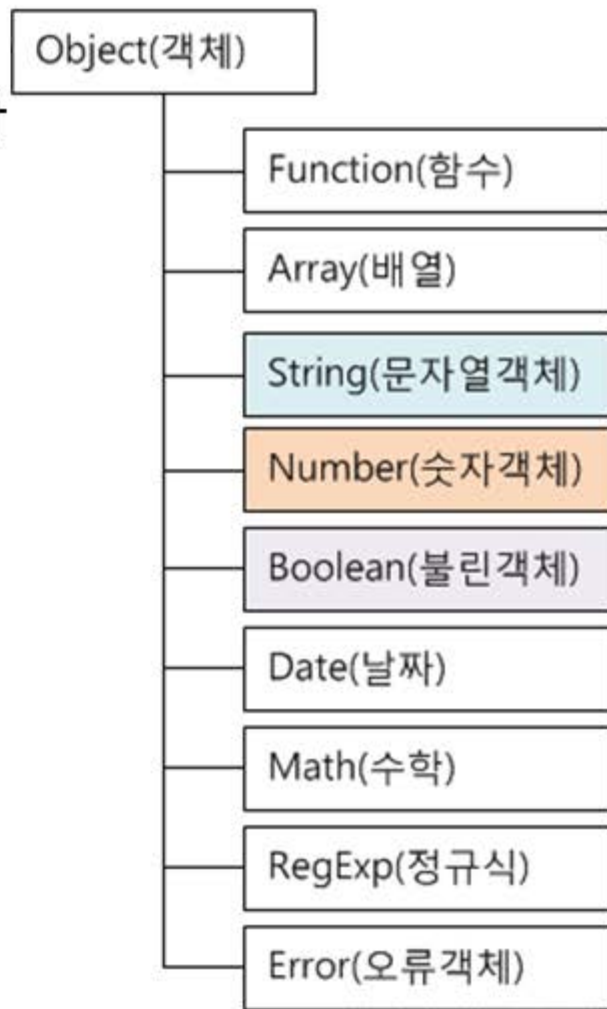 Object(객체)
Function(함수)
Array(배열)
String(문자열객체)
Number(숫자객체)
Boolean(불린객체)
Date(날짜)
Math(수학)
RegExp(정규식)
Error(오류객체)